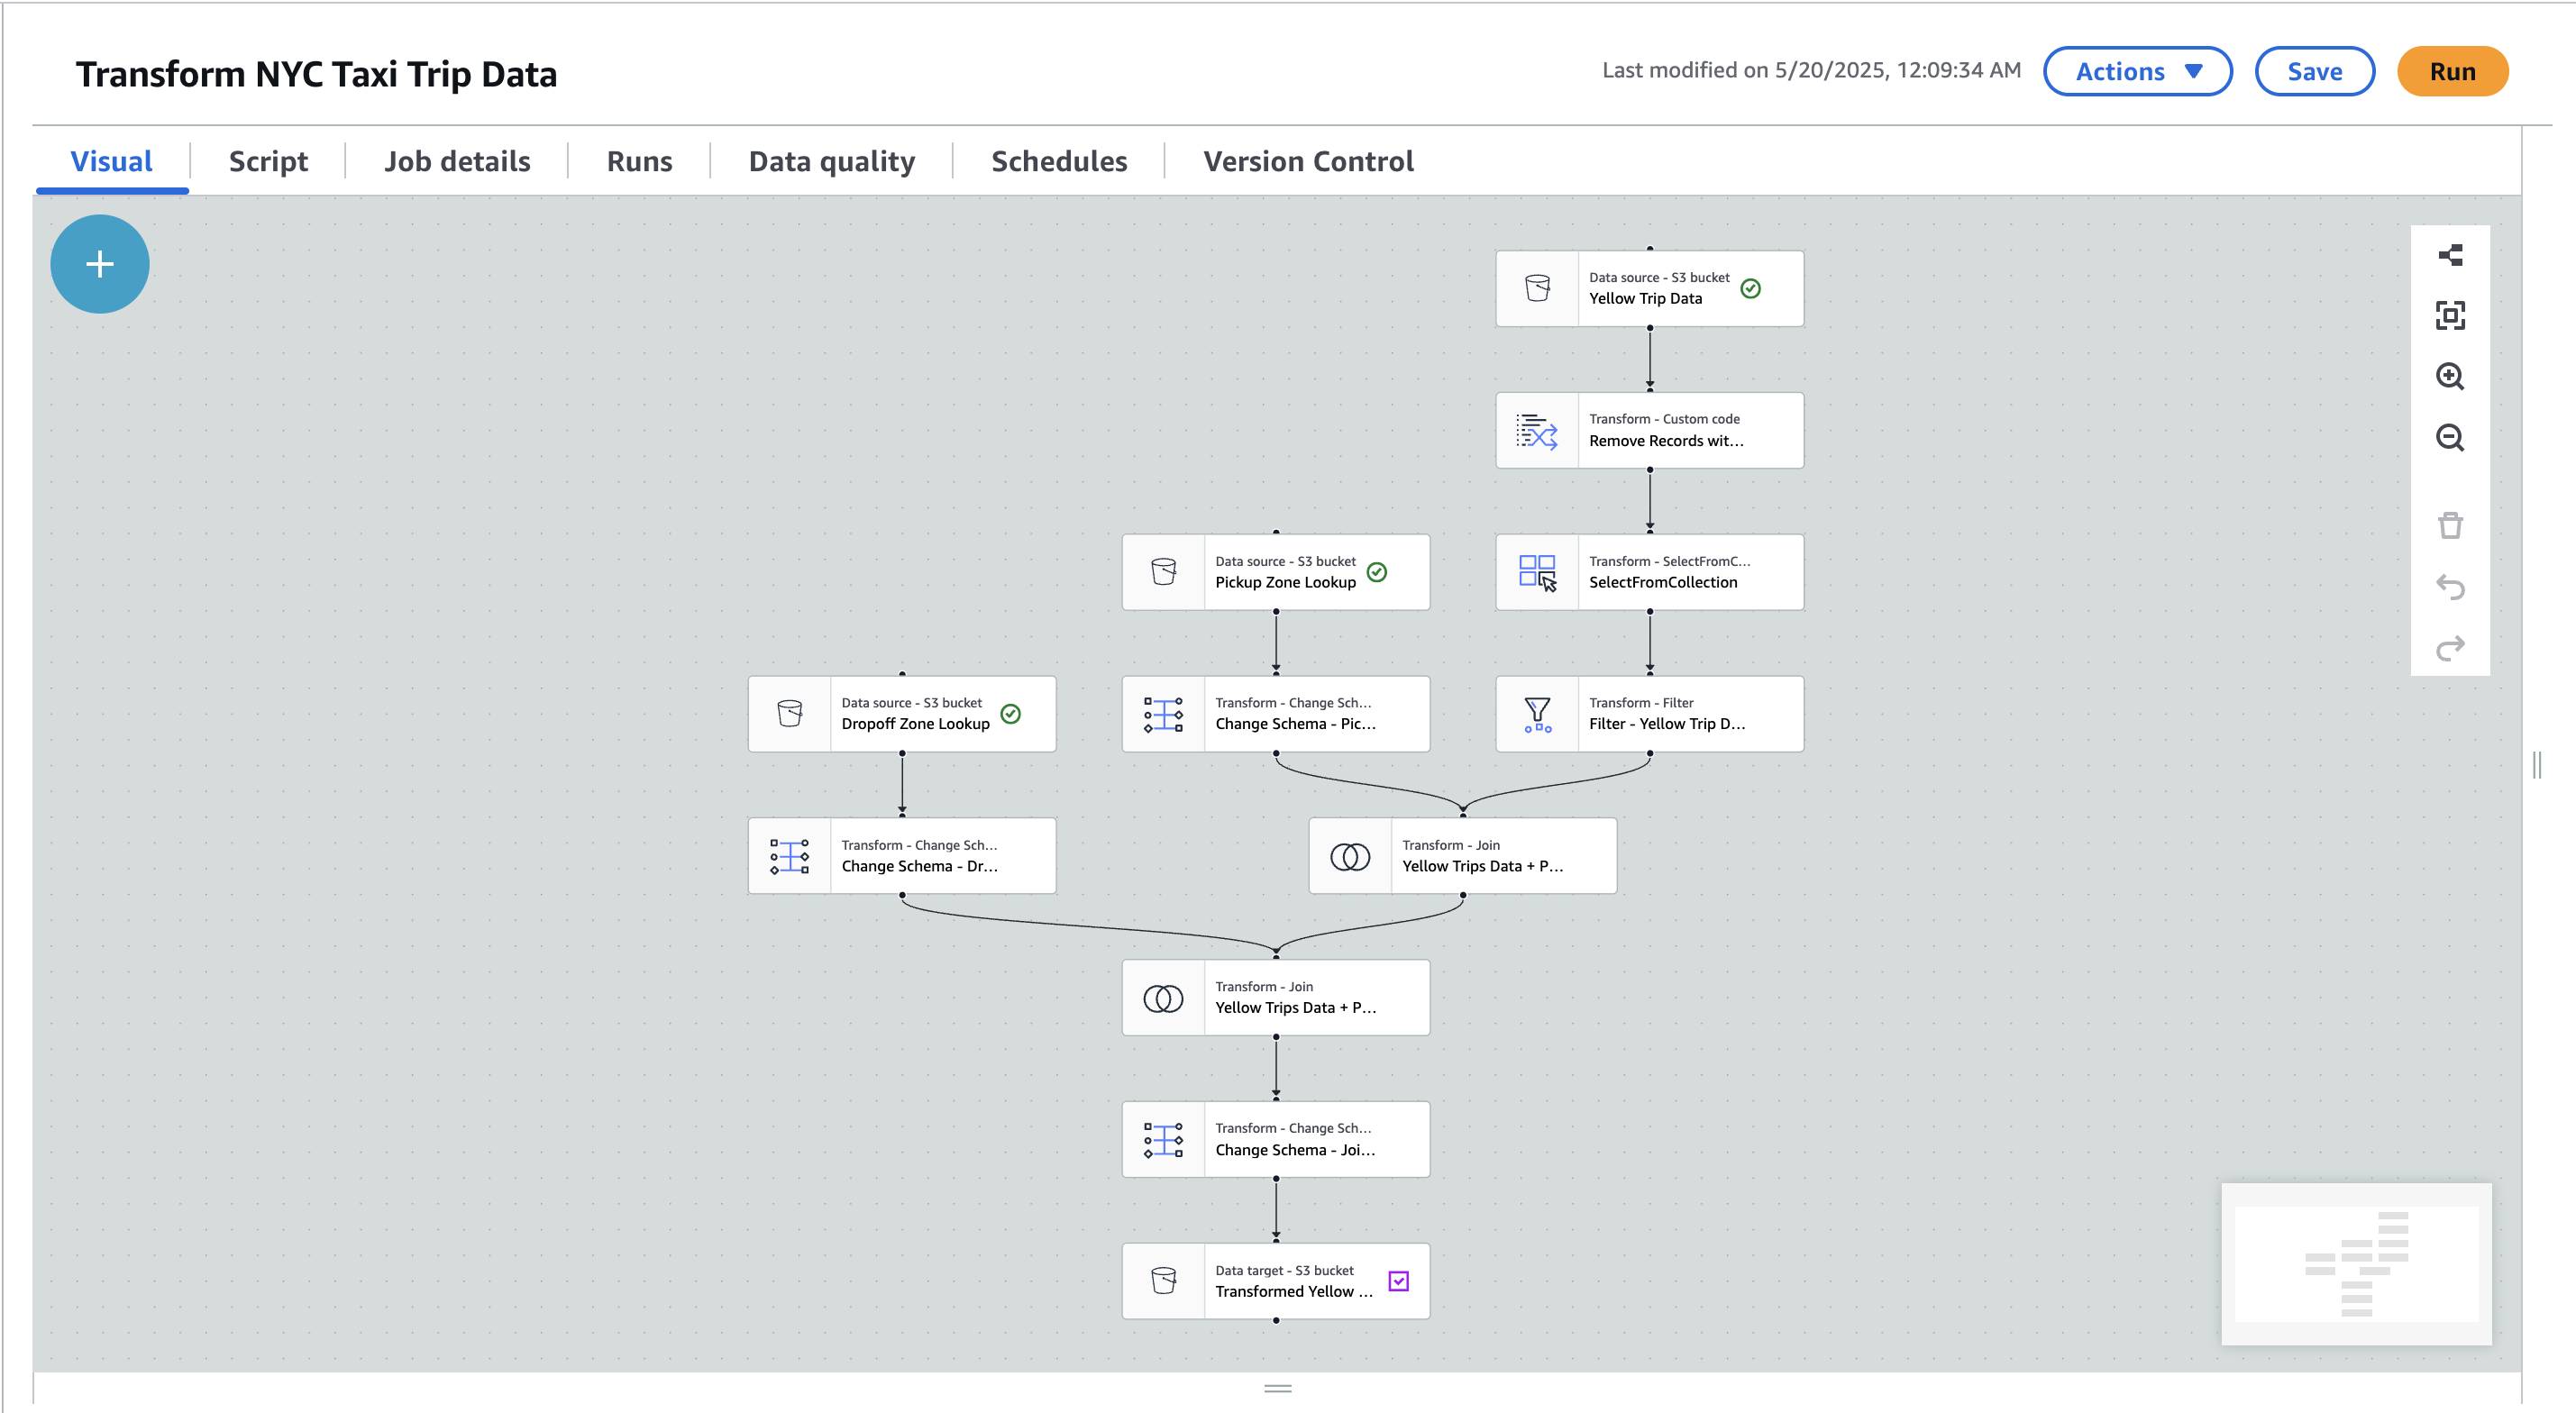 Transform NYC Taxi Trip Data
Last modified on 5/20/2025, 12:09:34 AM
Actions
Save
Run
Visual
Script
Job details
Runs
Data quality
Schedules
Version Control
Data source - S3 bucket
Yellow Trip Data
Transform - Custom code
Remove Records wit...
Data source - S3 bucket
Pickup Zone Lookup
Transform - SelectFromC...
SelectFromCollection
Data source - S3 bucket
Dropoff Zone Lookup
Transform - Change Sch...
Change Schema - Pic...
Transform - Filter
Filter - Yellow Trip D...
Transform - Change Sch...
Change Schema - Dr...
Transform - Join
Yellow Trips Data + P...
Transform - Join
Yellow Trips Data + P...
Transform - Change Sch...
Change Schema - Joi...
Data target - S3 bucket
Transformed Yellow ...